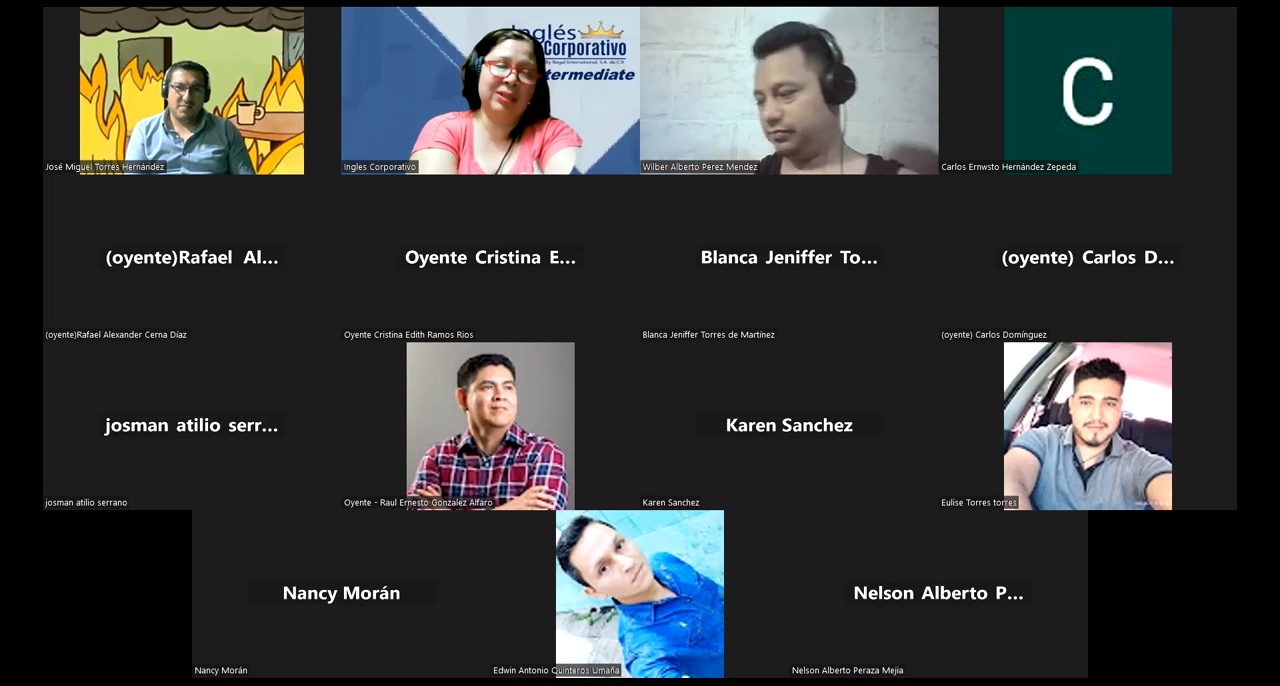 Inglés
Corporativo
ly Regal International, S.A. de C.V.
termediate
C
José Miguel Torres Hernández
Ingles Corporativo
Wilber Alberto Perez Mendez
Carlos Ernwsto Hernández Zepeda
(oyente)Rafael Al...
Oyente Cristina E...
Blanca Jeniffer To...
(oyente) Carlos D...
(oyente)Rafael Alexander Cerna Díaz
Oyente Cristina Edith Ramos Rios
Blanca Jeniffer Torres de Martínez
(oyente) Carlos Domínguez
josman atilio serr...
Karen Sanchez
josman atilio serrano
Oyente - Raul Ernesto Gonzalez Alfaro
Karen Sanchez
Eulise Torres torres
Nancy Morán
Nelson Alberto P...
Nancy Morán
Edwin Antonio Quinteros Umaña
Nelson Alberto Peraza Mejia